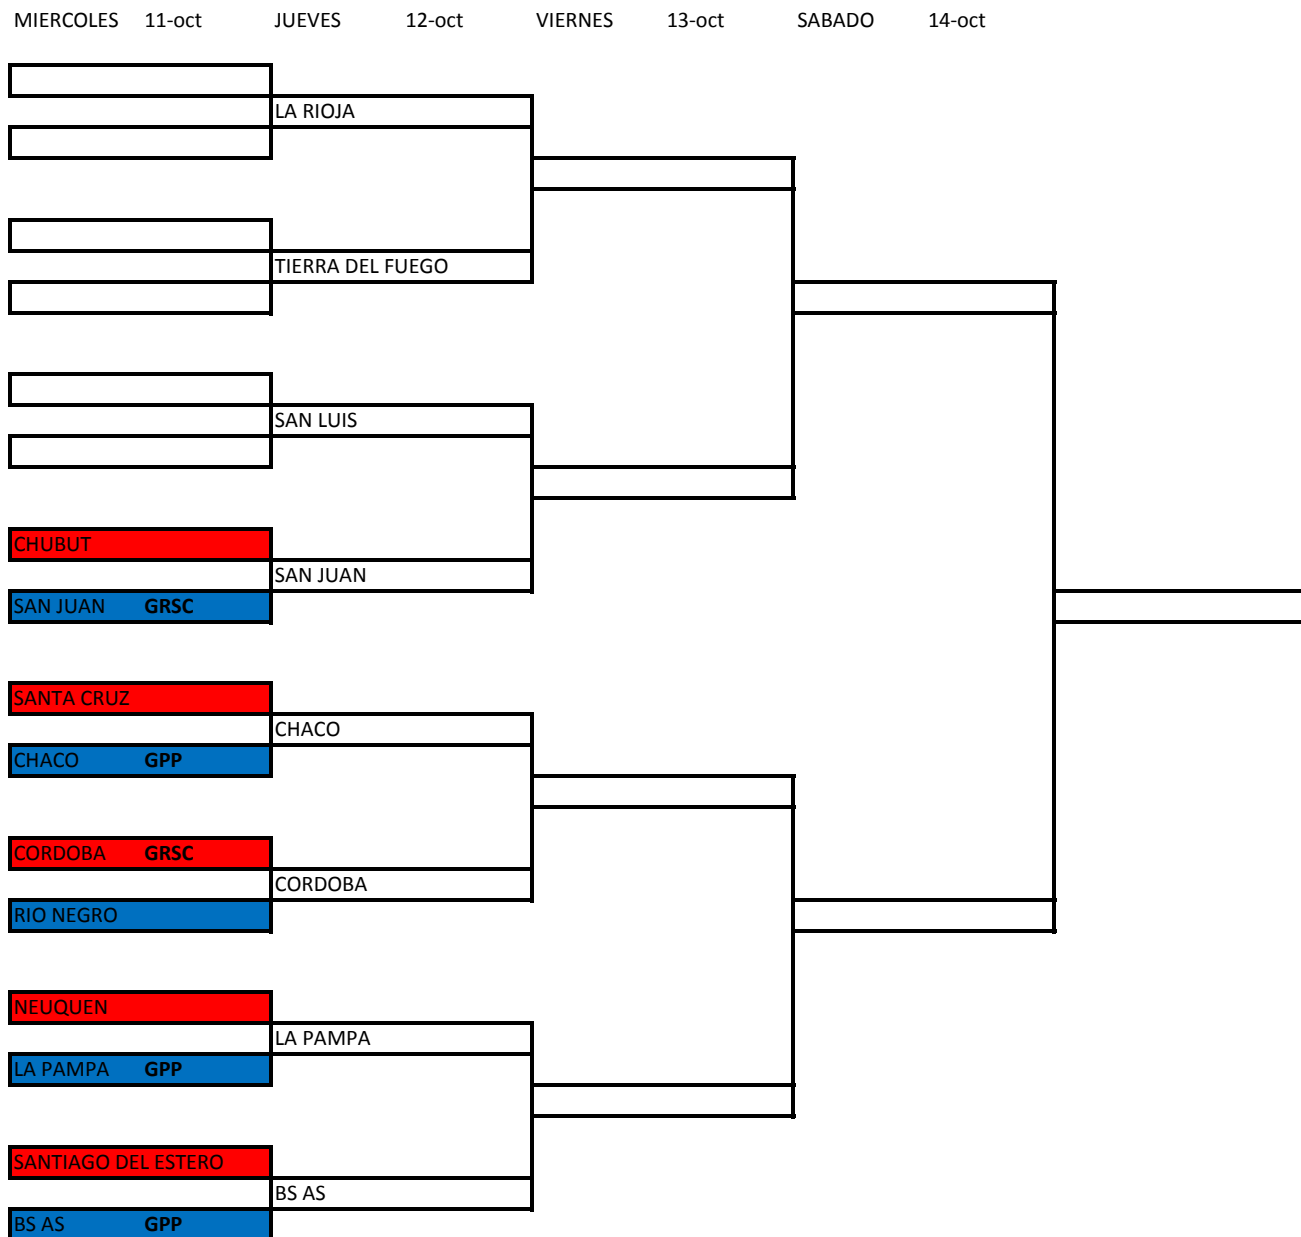 MIERCOLES 11-oct JUEVES 12-oct VIERNES 13-oct SABADO 14-oct
LA RIOJA
TIERRA DEL FUEGO
SAN LUIS
CHUBUT
SAN JUAN
SAN JUAN GRSC
SANTA CRUZ
CHACO
CHACO GPP
CORDOBA GRSC
CORDOBA
RIO NEGRO
NEUQUEN
LA PAMPA
LA PAMPA GPP
SANTIAGO DEL ESTERO
BS AS
BS AS GPP